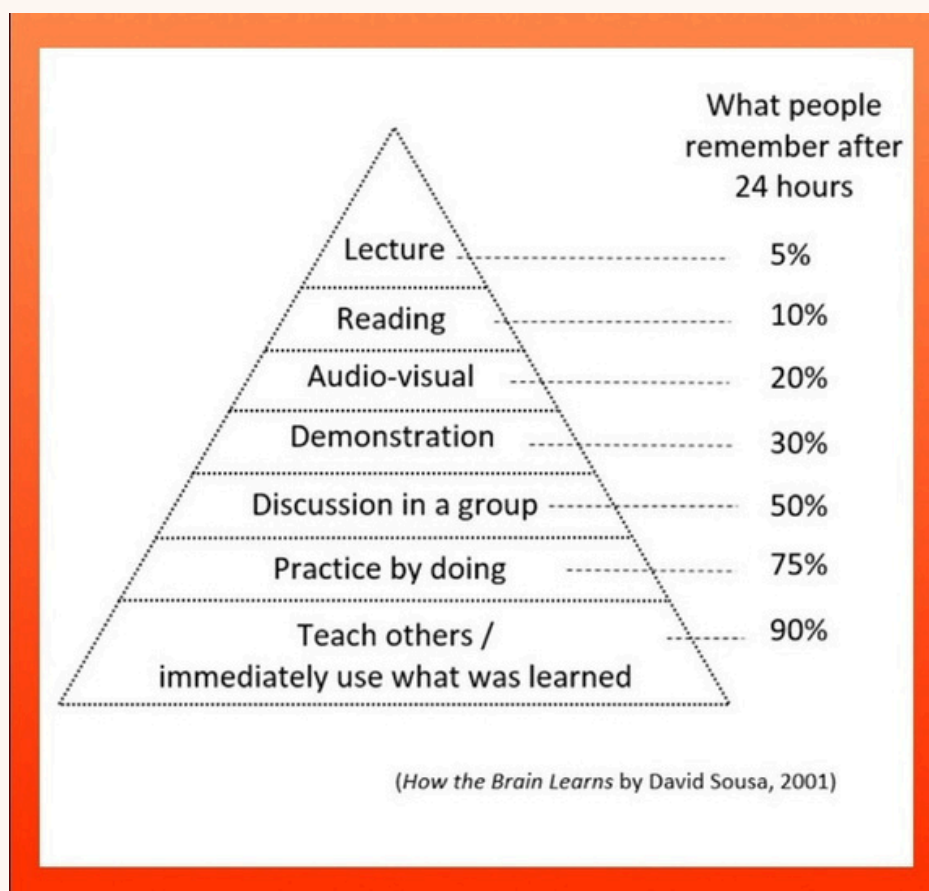 What people
remember after
24 hours
Lecture 5%
Reading 10%
Audio-visual 20%
Demonstration 30%
Discussion in a group 50%
Practice by doing 75%
Teach others / 90%
immediately use what was learned
(How the Brain Learns by David Sousa, 2001)